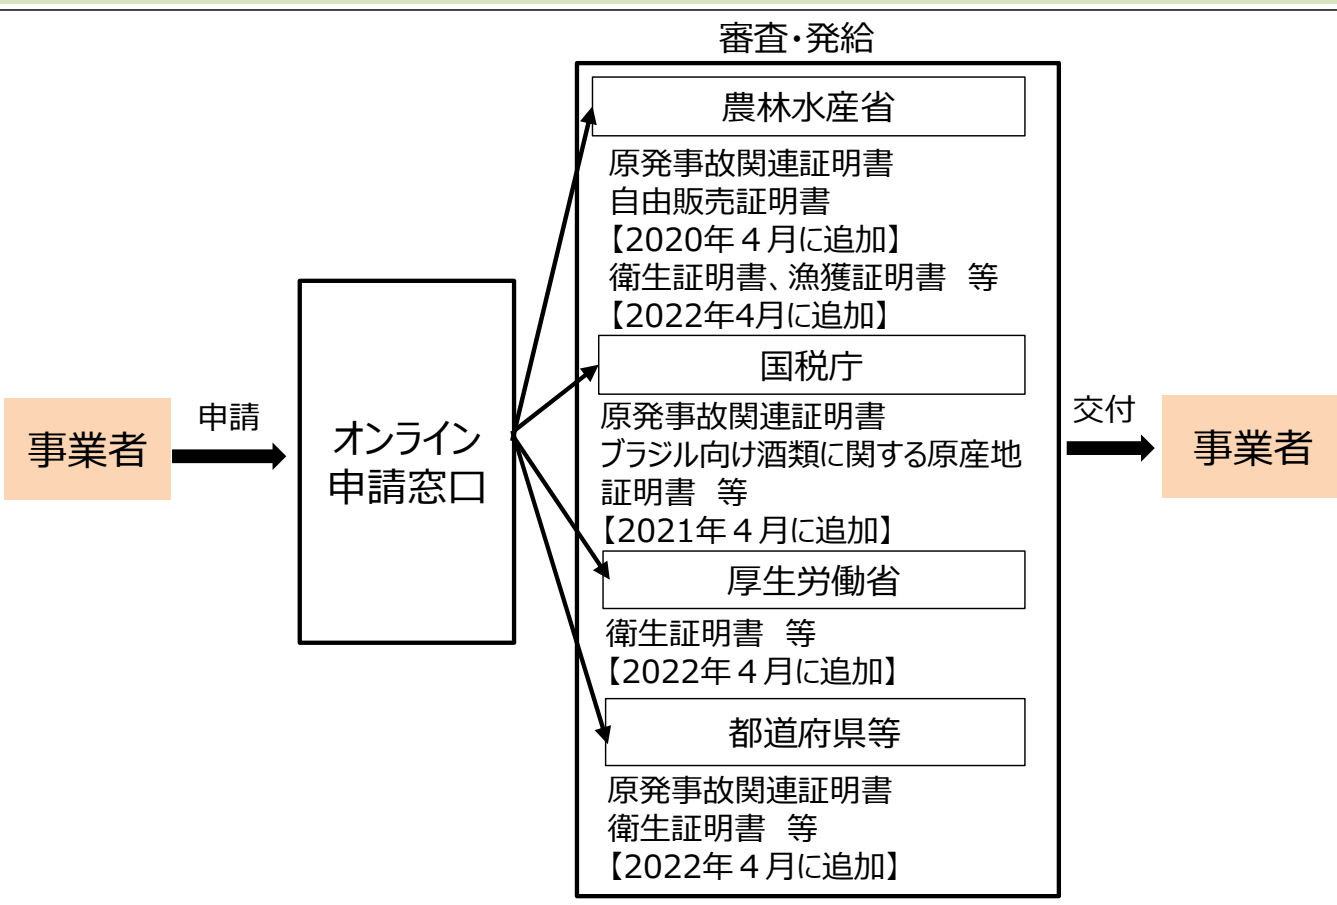 審査・発給
農林水産省
原発事故関連証明書
自由販売証明書
【2020年４月に追加】
衛生証明書、漁獲証明書　等
【2022年4月に追加】
国税庁
原発事故関連証明書
ブラジル向け酒類に関する原産地
証明書　等
【2021年４月に追加】
厚生労働省
衛生証明書　等
【2022年４月に追加】
都道府県等
原発事故関連証明書
衛生証明書　等
【2022年４月に追加】
事業者
申請
オンライン
申請窓口
交付
事業者